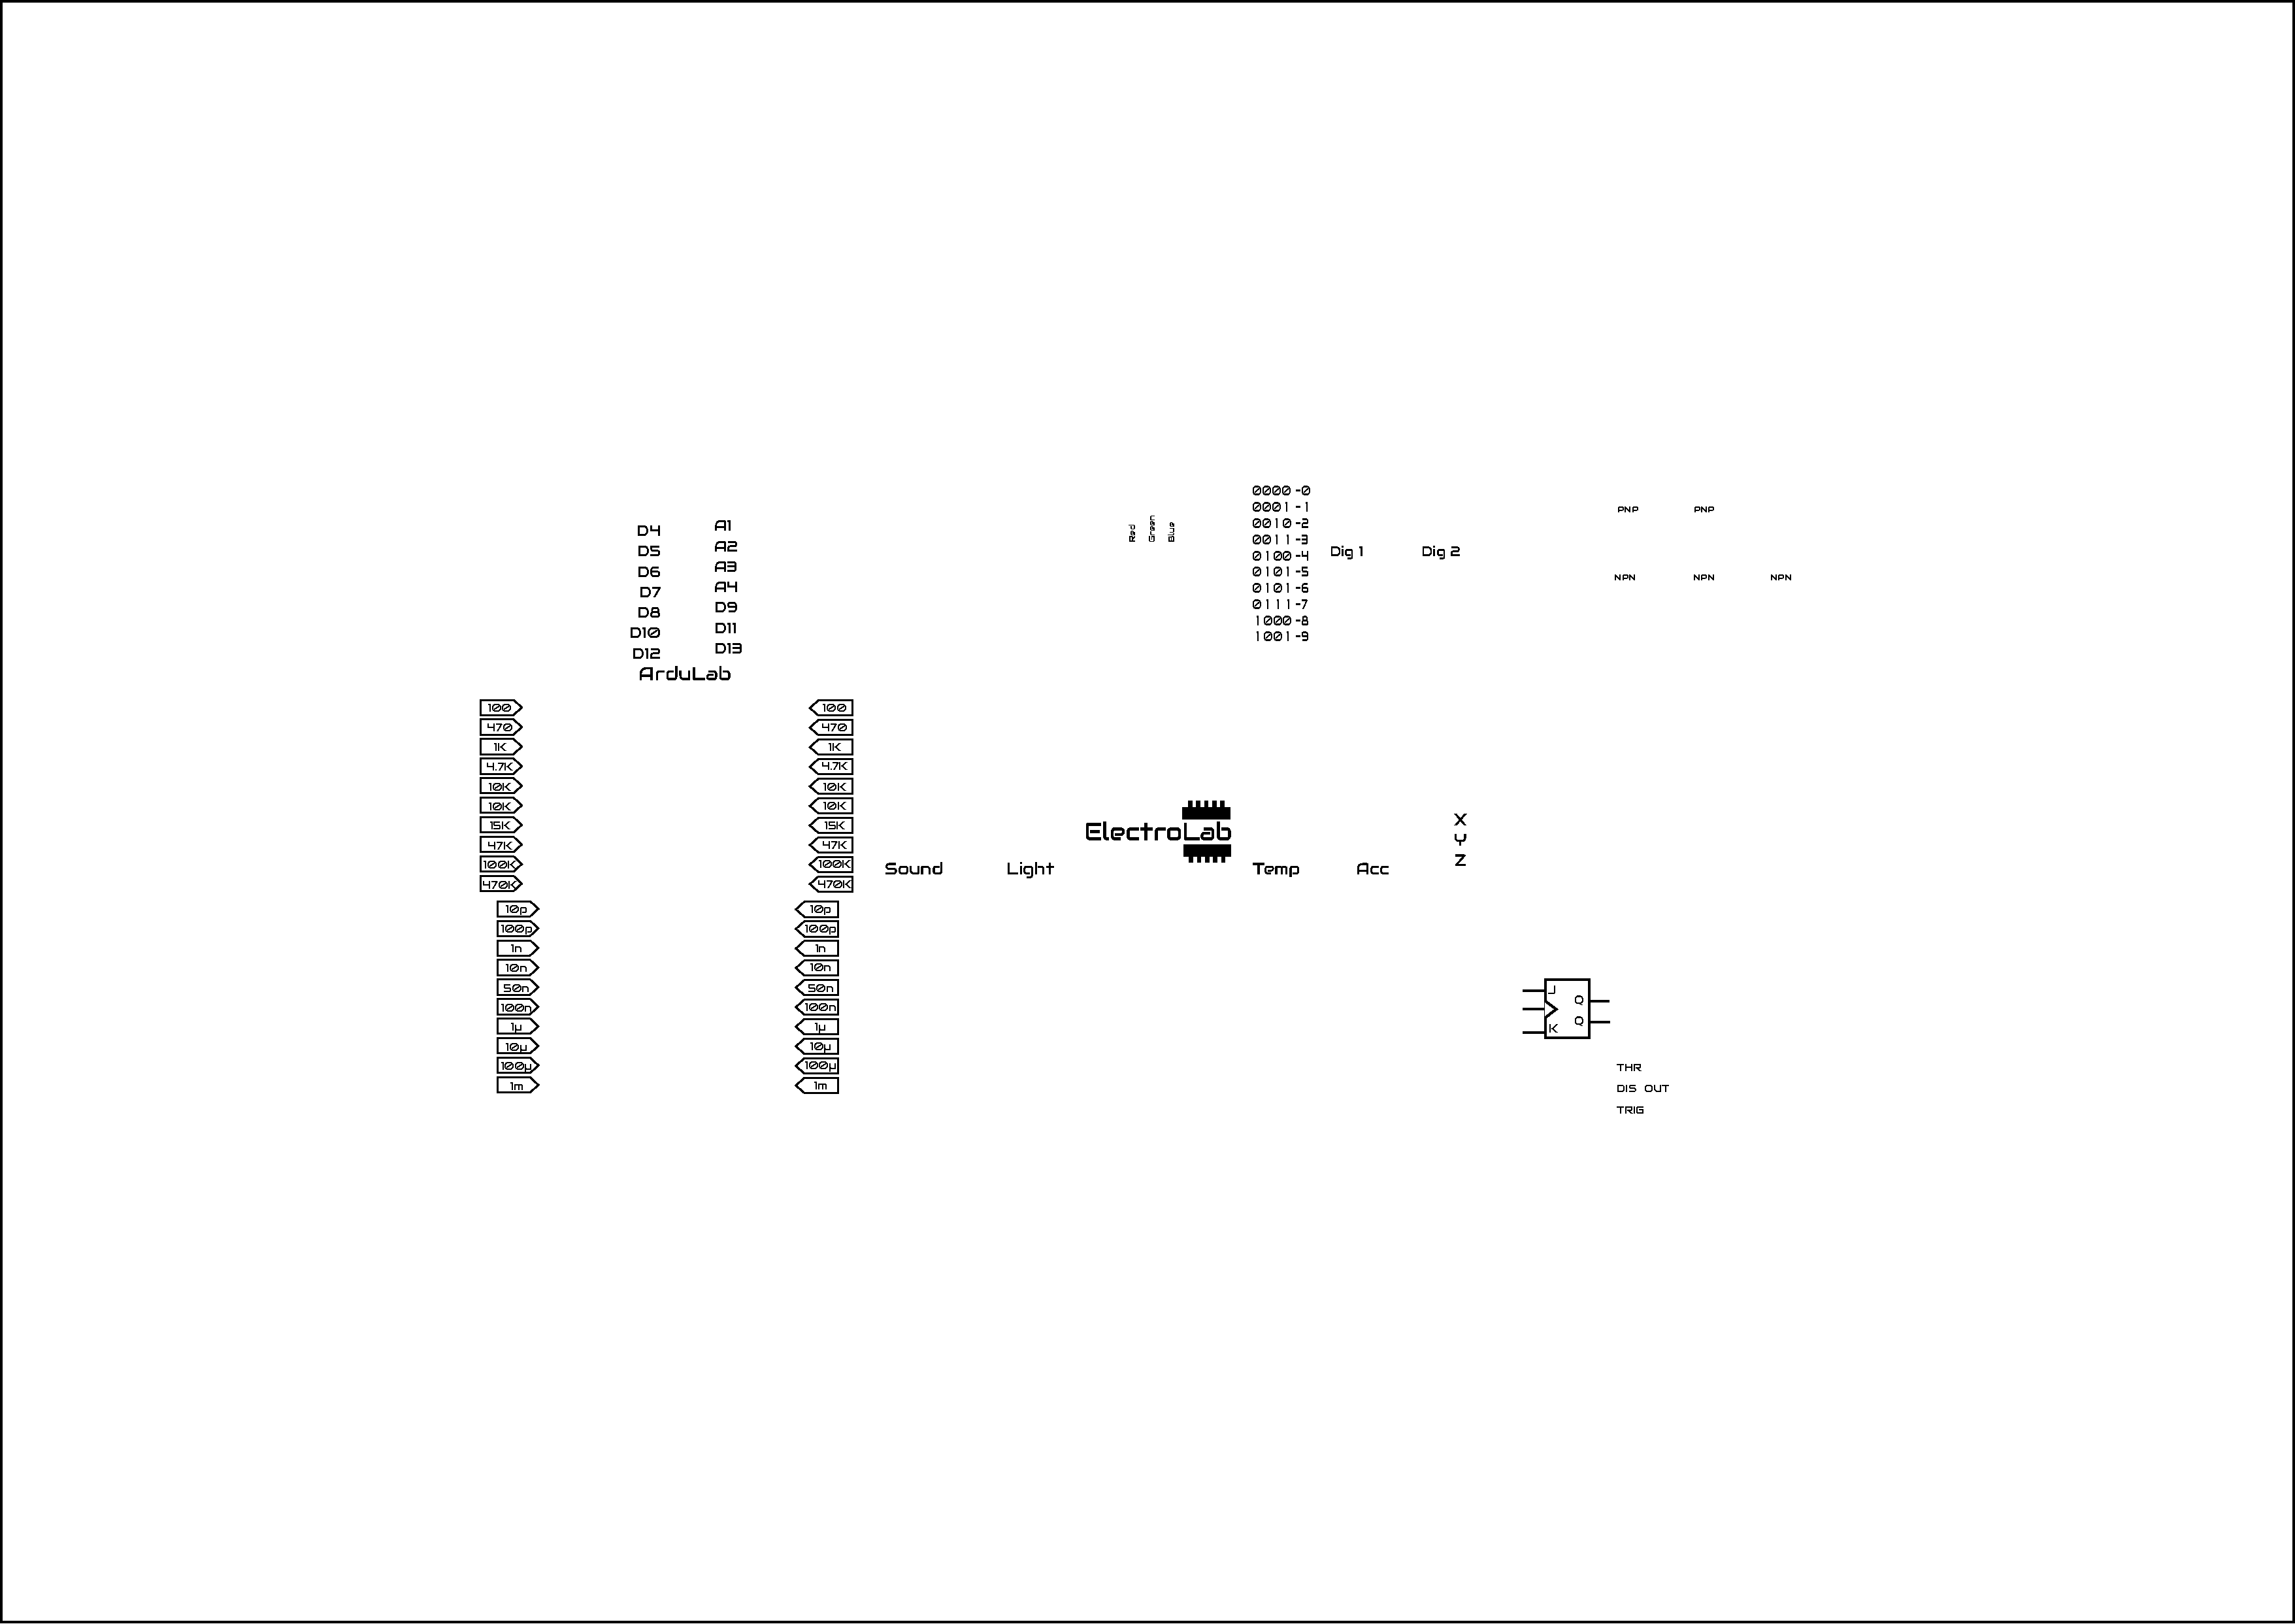 0000-0
0001-1
0010-2
0011-3
0100-4
0101-5
0101-6
0111-7
1000-8
1001-9
Red
Green
Blue
Dig 1
Dig 2
PNP
PNP
NPN
NPN
NPN
D4
D5
D6
D7
D8
D10
D12
A1
A2
A3
A4
D9
D11
D13
ArduLab
100
470
1K
4.7K
10K
10K
15K
47K
100K
470K
100
470
1K
4.7K
10K
10K
15K
47K
100K
470K
10p
100p
1n
10n
50n
100n
1µ
10µ
100µ
1m
10p
100p
1n
10n
50n
100n
1µ
10µ
100µ
1m
ElectroLab
Sound
Light
Temp
Acc
X
Y
Z
J
Q
Q
K
THR
DIS OUT
TRIG